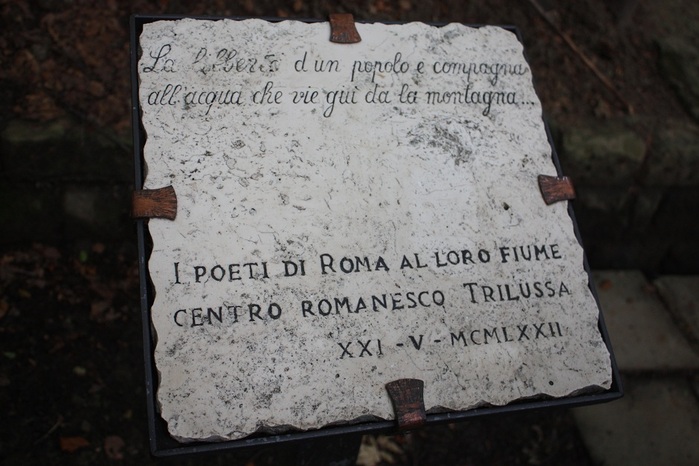 La libbertà d'un popolo e compagna
all'acqua che vie giù da la montagna...
I POETI DI ROMA AL LORO FIUME
CENTRO ROMANESCO TRILUSSA
XXI - V - MCMLXXII